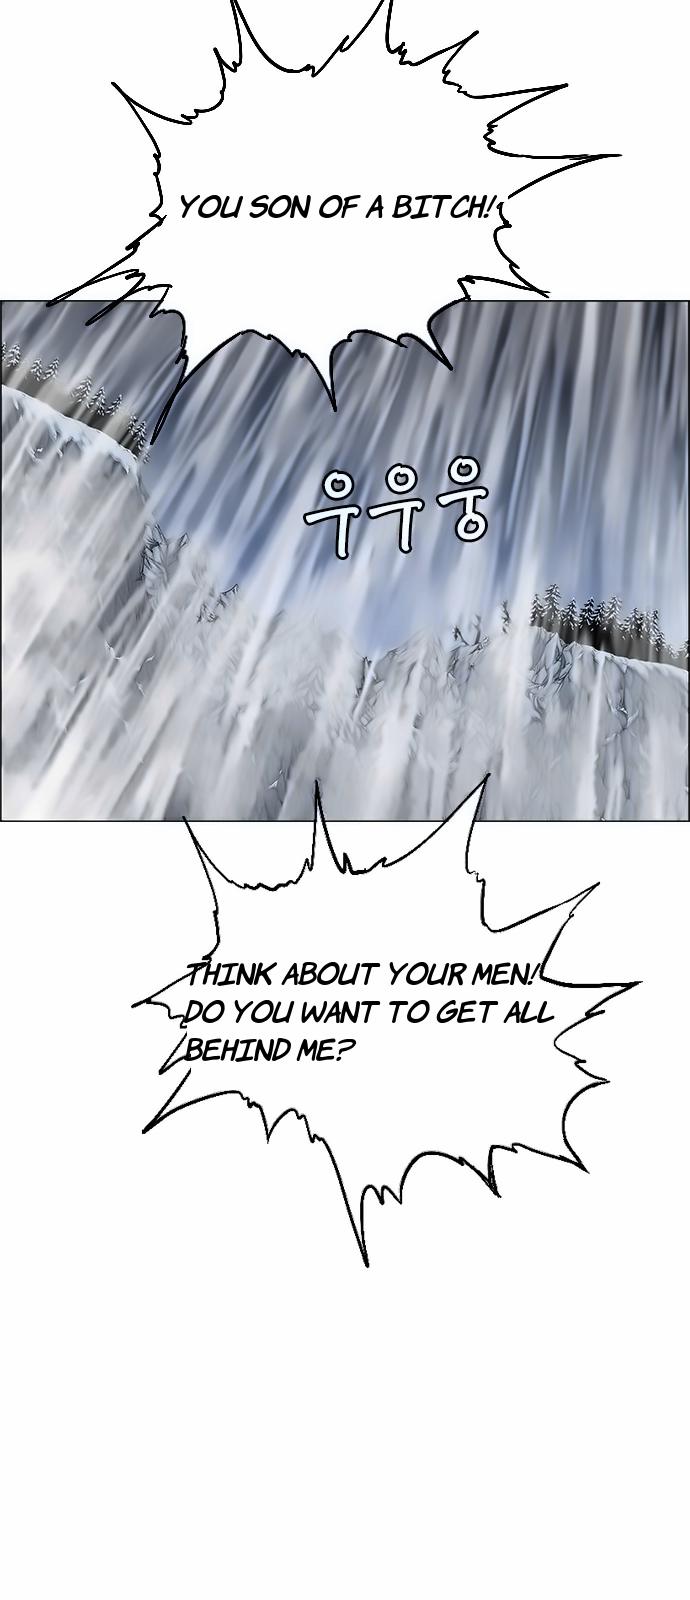 YOU SON OF A BITCH!
우우웅
THINK ABOUT YOUR MEN!
DO YOU WANT TO GET ALL
BEHIND ME?